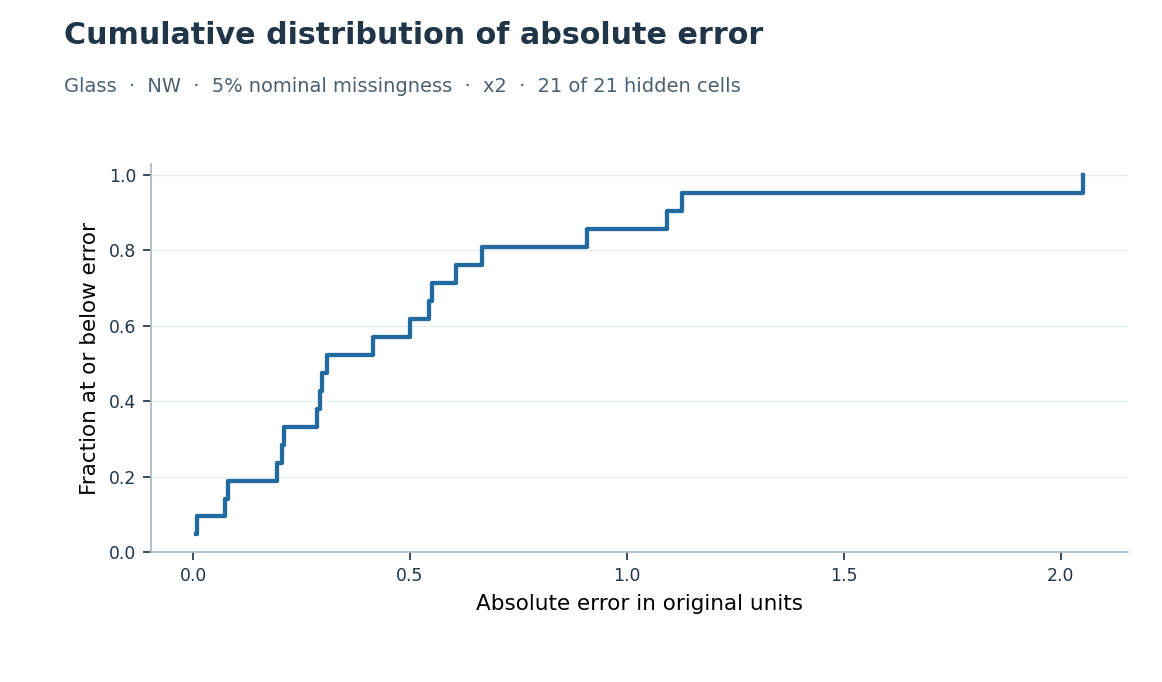 Cumulative distribution of absolute error
Glass · NW · 5% nominal missingness · x2 · 21 of 21 hidden cells
Fraction at or below error
1.0
0.8
0.6
0.4
0.2
0.0
0.0 0.5 1.0 1.5 2.0
Absolute error in original units